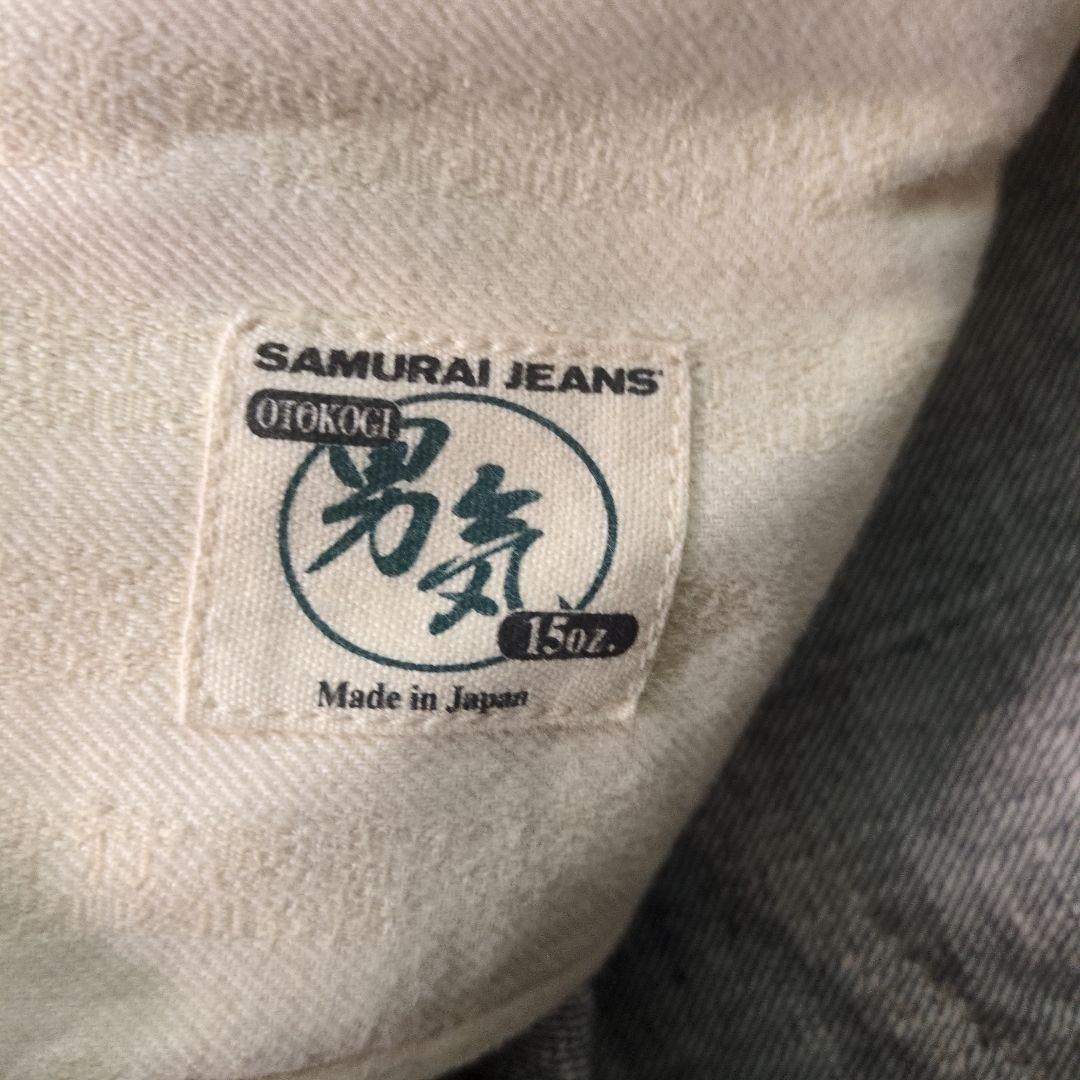 SAMURAI JEANS
OTOKOGI
男気
15oz.
Made in Japan